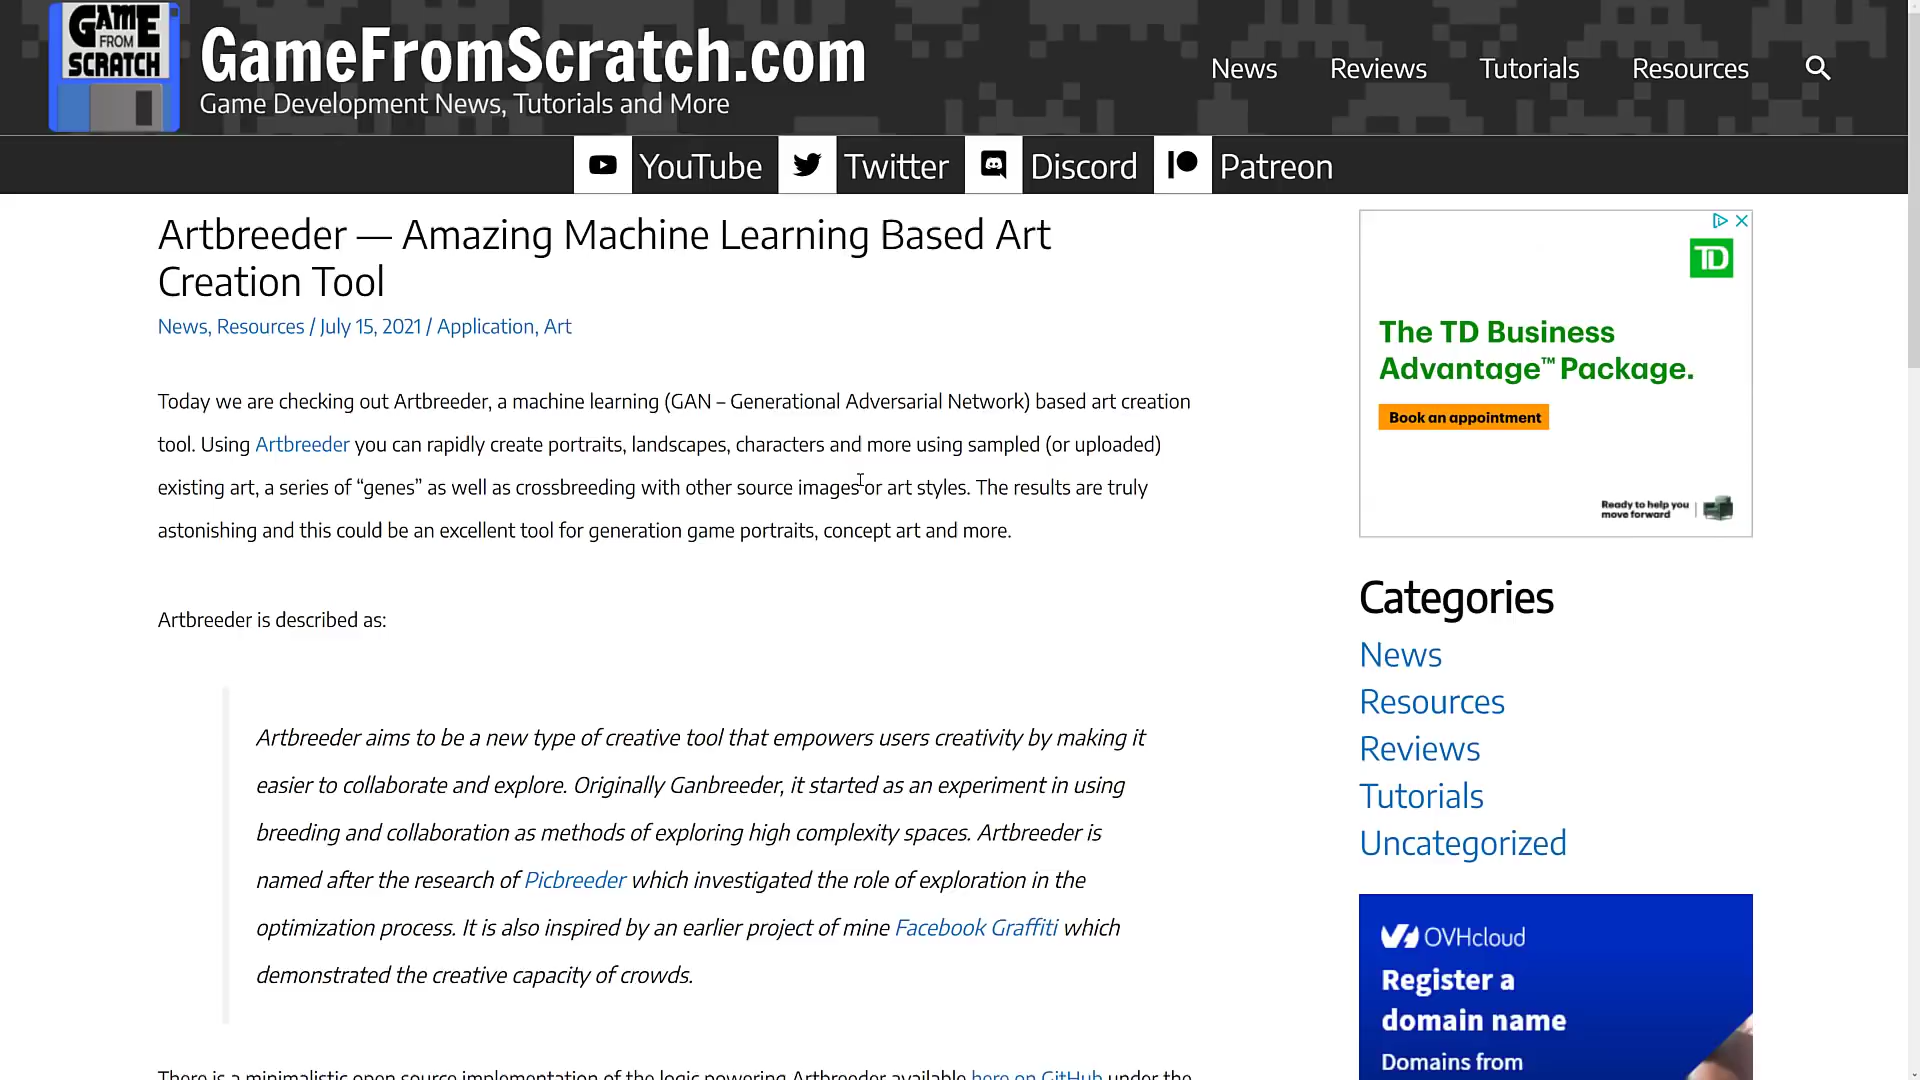 GAME
FROM
SCRATCH
GameFromScratch.com
Game Development News, Tutorials and More
News
Reviews
Tutorials
Resources
YouTube
Twitter
Discord
Patreon
Artbreeder — Amazing Machine Learning Based Art
Creation Tool
News, Resources / July 15, 2021 / Application, Art
Today we are checking out Artbreeder, a machine learning (GAN – Generational Adversarial Network) based art creation
tool. Using Artbreeder you can rapidly create portraits, landscapes, characters and more using sampled (or uploaded)
existing art, a series of “genes” as well as crossbreeding with other source images or art styles. The results are truly
astonishing and this could be an excellent tool for generation game portraits, concept art and more.
Artbreeder is described as:
Artbreeder aims to be a new type of creative tool that empowers users creativity by making it
easier to collaborate and explore. Originally Ganbreeder, it started as an experiment in using
breeding and collaboration as methods of exploring high complexity spaces. Artbreeder is
named after the research of Picbreeder which investigated the role of exploration in the
optimization process. It is also inspired by an earlier project of mine Facebook Graffiti which
demonstrated the creative capacity of crowds.
There is a minimalistic open source implementation of the logic powering Artbreeder available here on GitHub under the
TD
The TD Business
Advantage™ Package.
Book an appointment
Ready to help you
move forward
Categories
News
Resources
Reviews
Tutorials
Uncategorized
OVHcloud
Register a
domain name
Domains from